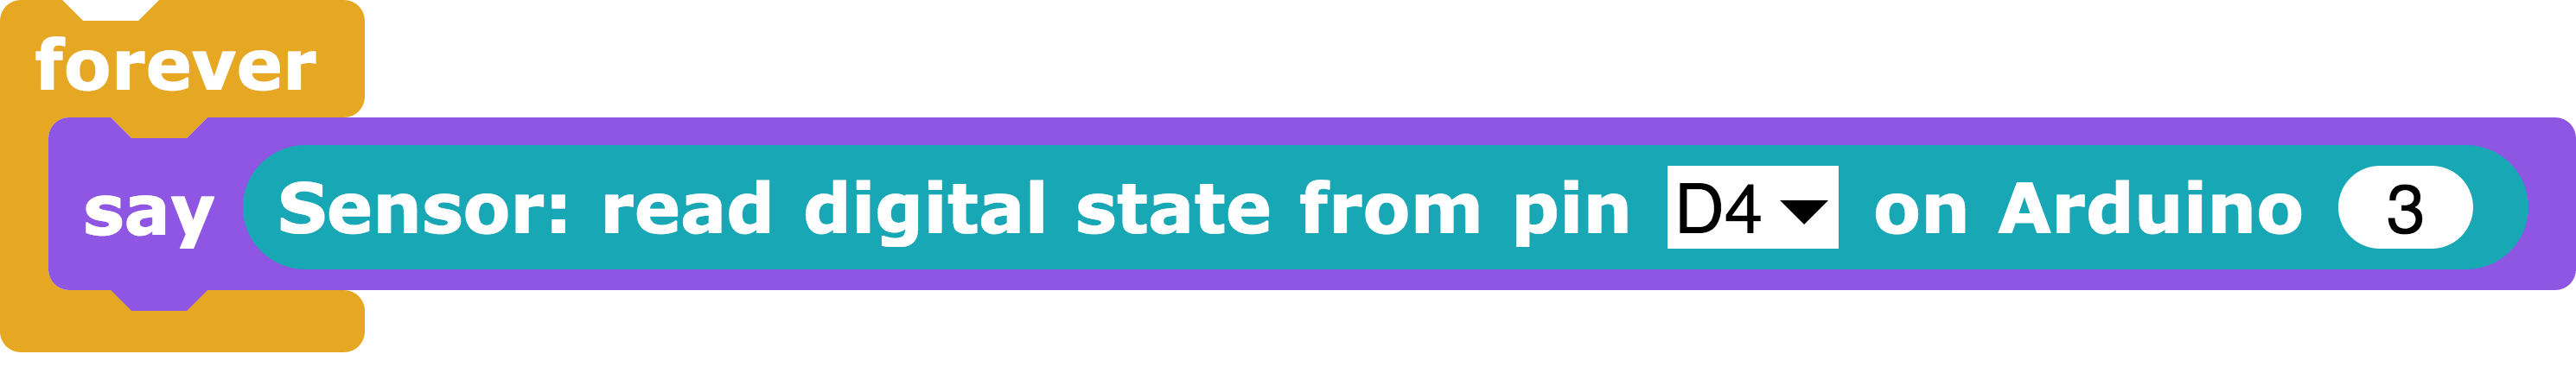 forever
say Sensor: read digital state from pin D4 on Arduino 3